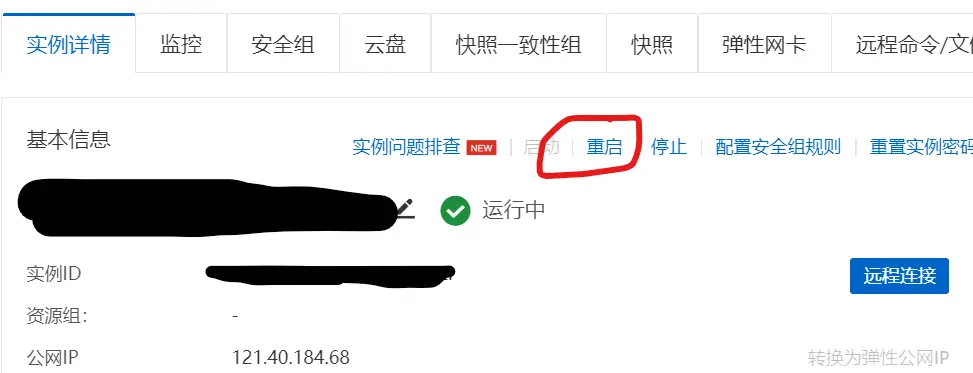 实例详情 监控 安全组 云盘 快照一致性组 快照 弹性网卡 远程命令/文件
基本信息
实例问题排查 NEW | 启动 | 重启 | 停止 | 配置安全组规则 | 重置实例密码
运行中
实例ID
远程连接
资源组: -
公网IP 121.40.184.68 转换为弹性公网IP